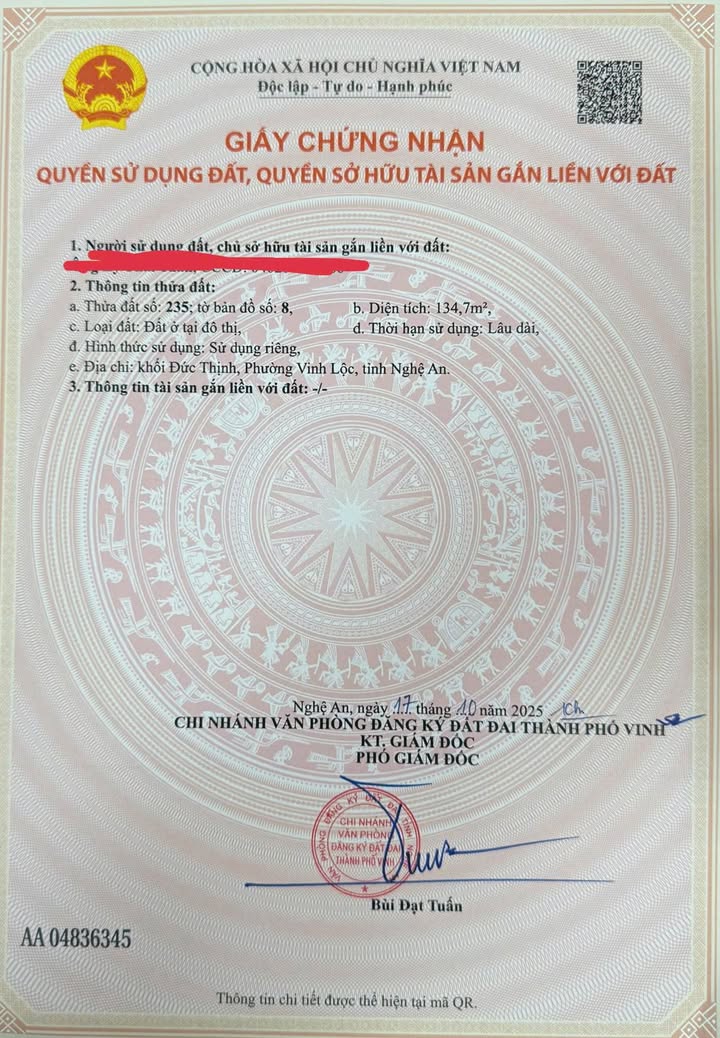 CỘNG HÒA XÃ HỘI CHỦ NGHĨA VIỆT NAM
Độc lập - Tự do - Hạnh phúc
GIẤY CHỨNG NHẬN
QUYỀN SỬ DỤNG ĐẤT, QUYỀN SỞ HỮU TÀI SẢN GẮN LIỀN VỚI ĐẤT
1. Người sử dụng đất, chủ sở hữu tài sản gắn liền với đất:
2. Thông tin thửa đất:
a. Thửa đất số: 235; tờ bản đồ số: 8, b. Diện tích: 134,7m²,
c. Loại đất: Đất ở tại đô thị, d. Thời hạn sử dụng: Lâu dài,
đ. Hình thức sử dụng: Sử dụng riêng,
e. Địa chỉ: khối Đức Thịnh, Phường Vinh Lộc, tỉnh Nghệ An.
3. Thông tin tài sản gắn liền với đất: -/-
Nghệ An, ngày 17 tháng 10 năm 2025
CHI NHÁNH VĂN PHÒNG ĐĂNG KÝ ĐẤT ĐAI THÀNH PHỐ VINH
KT. GIÁM ĐỐC
PHÓ GIÁM ĐỐC
VĂN PHÒNG ĐĂNG KÝ ĐẤT ĐAI TỈNH
CHI NHÁNH
VĂN PHÒNG
ĐĂNG KÝ ĐẤT ĐAI
THÀNH PHỐ VINH
Bùi Đạt Tuấn
AA 04836345
Thông tin chi tiết được thể hiện tại mã QR.